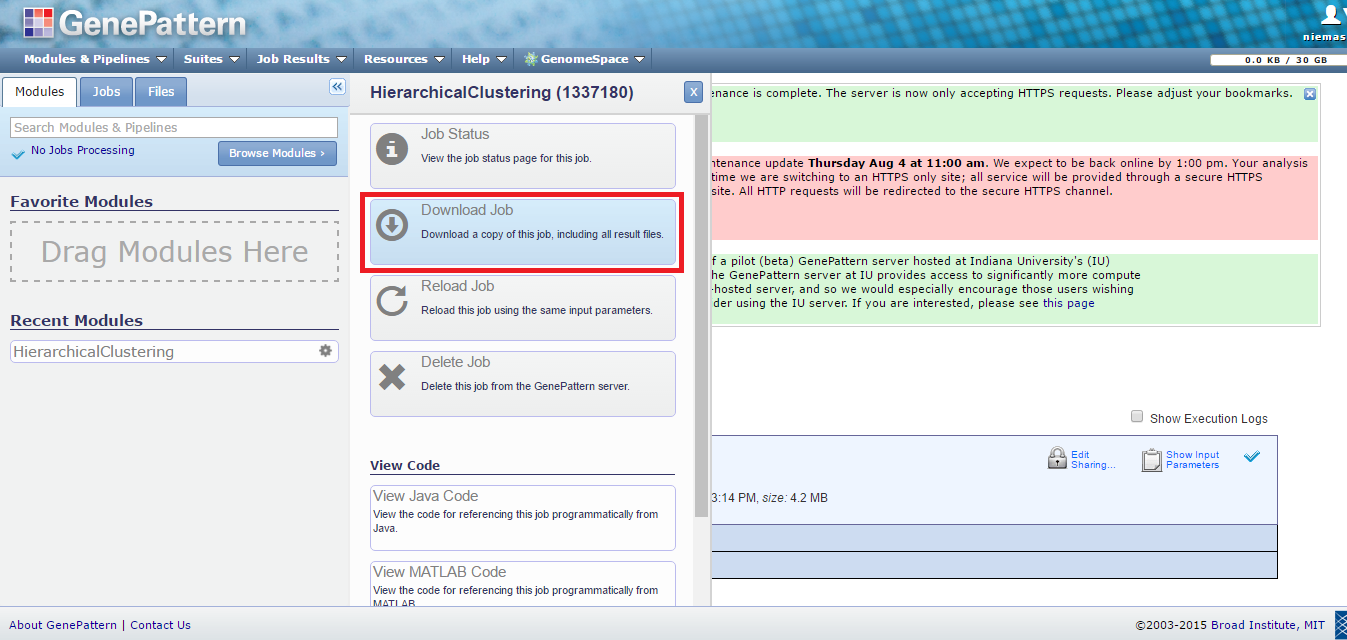 GenePattern
niemas
Modules & Pipelines Suites Job Results Resources Help GenomeSpace
0.0 KB / 30 GB
Modules Jobs Files
Search Modules & Pipelines
No Jobs Processing
Browse Modules ›
Favorite Modules
Drag Modules Here
Recent Modules
HierarchicalClustering
HierarchicalClustering (1337180)
X
Job Status
View the job status page for this job.
Download Job
Download a copy of this job, including all result files.
Reload Job
Reload this job using the same input parameters.
Delete Job
Delete this job from the GenePattern server.
View Code
View Java Code
View the code for referencing this job programmatically from
Java.
View MATLAB Code
View the code for referencing this job programmatically from
MATLAB
enance is complete. The server is now only accepting HTTPS requests. Please adjust your bookmarks.
ntenance update Thursday Aug 4 at 11:00 am. We expect to be back online by 1:00 pm. Your analysis
time we are switching to an HTTPS only site; all service will be provided through a secure HTTPS
site. All HTTP requests will be redirected to the secure HTTPS channel.
f a pilot (beta) GenePattern server hosted at Indiana University's (IU)
he GenePattern server at IU provides access to significantly more compute
-hosted server, and so we would especially encourage those users wishing
der using the IU server. If you are interested, please see this page
Show Execution Logs
Edit
Sharing...
Show Input
Parameters
3:14 PM, size: 4.2 MB
About GenePattern | Contact Us
©2003-2015 Broad Institute, MIT